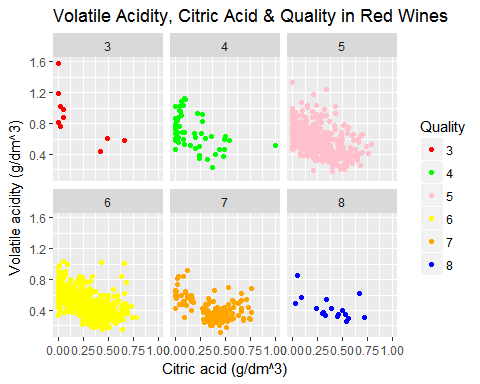 Volatile Acidity, Citric Acid & Quality in Red Wines
3 4 5
1.6
1.2
0.8
0.4
6 7 8
1.6
1.2
0.8
0.4
0.000.250.500.751.00 0.000.250.500.751.00 0.000.250.500.751.00
Citric acid (g/dm^3)
Volatile acidity (g/dm^3)
Quality
3
4
5
6
7
8